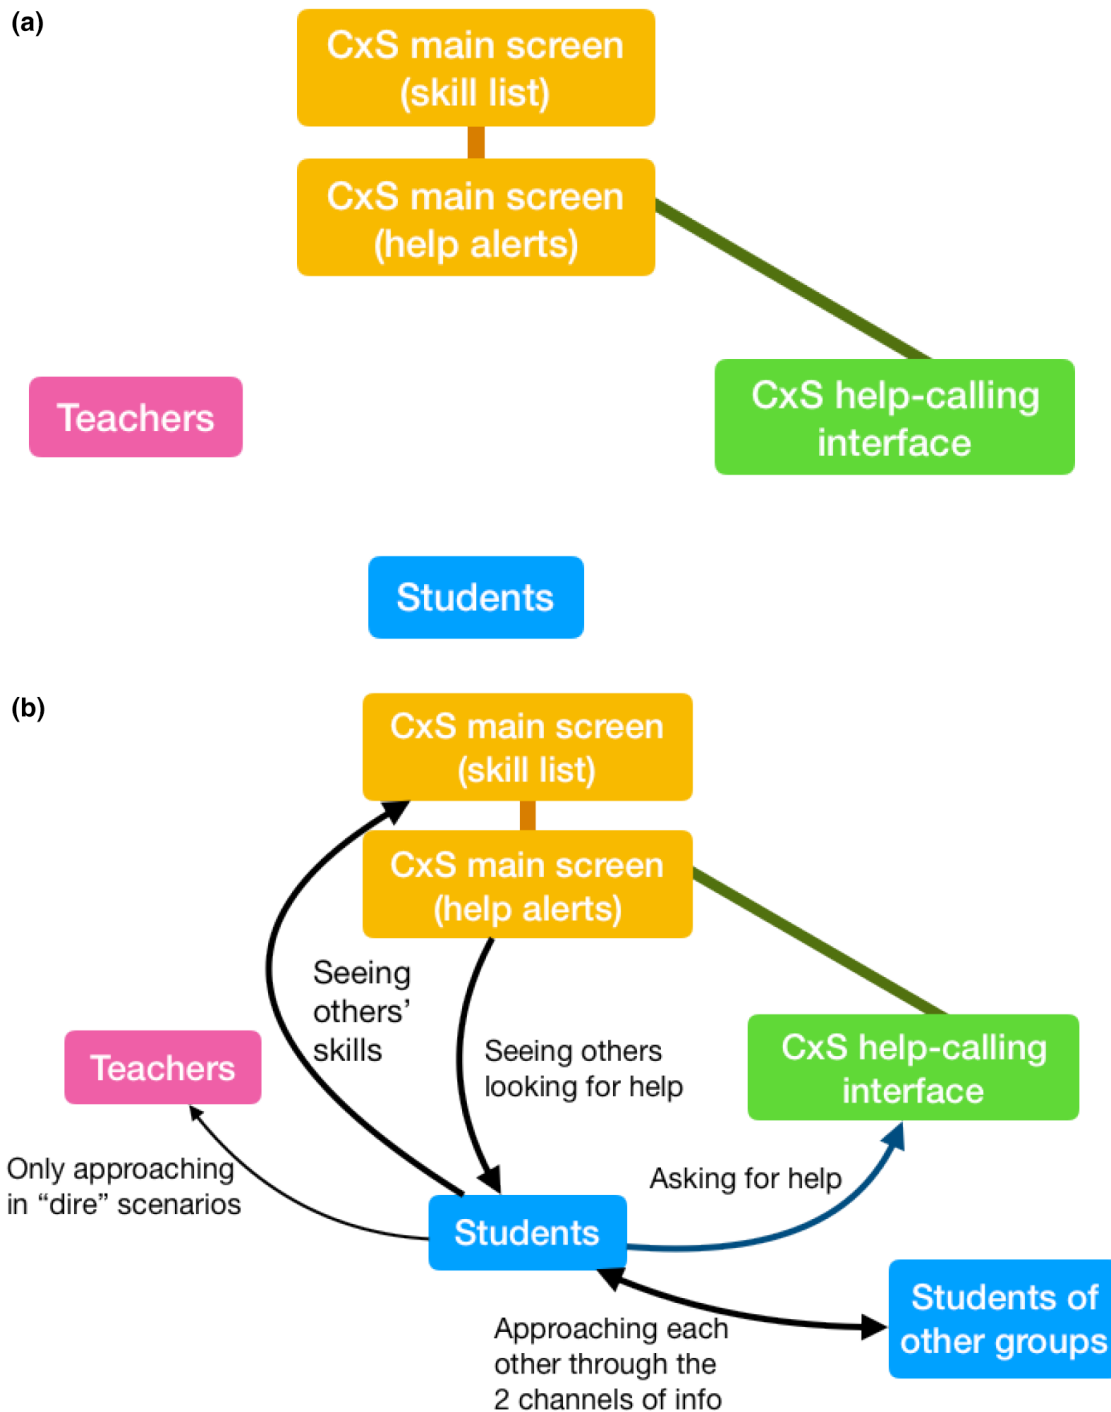 (a)
CxS main screen
(skill list)
CxS main screen
(help alerts)
Teachers
CxS help-calling
interface
Students
(b)
CxS main screen
(skill list)
CxS main screen
(help alerts)
Seeing
others’
skills
Seeing others
looking for help
CxS help-calling
interface
Teachers
Only approaching
in “dire” scenarios
Asking for help
Students
Students of
other groups
Approaching each
other through the
2 channels of info